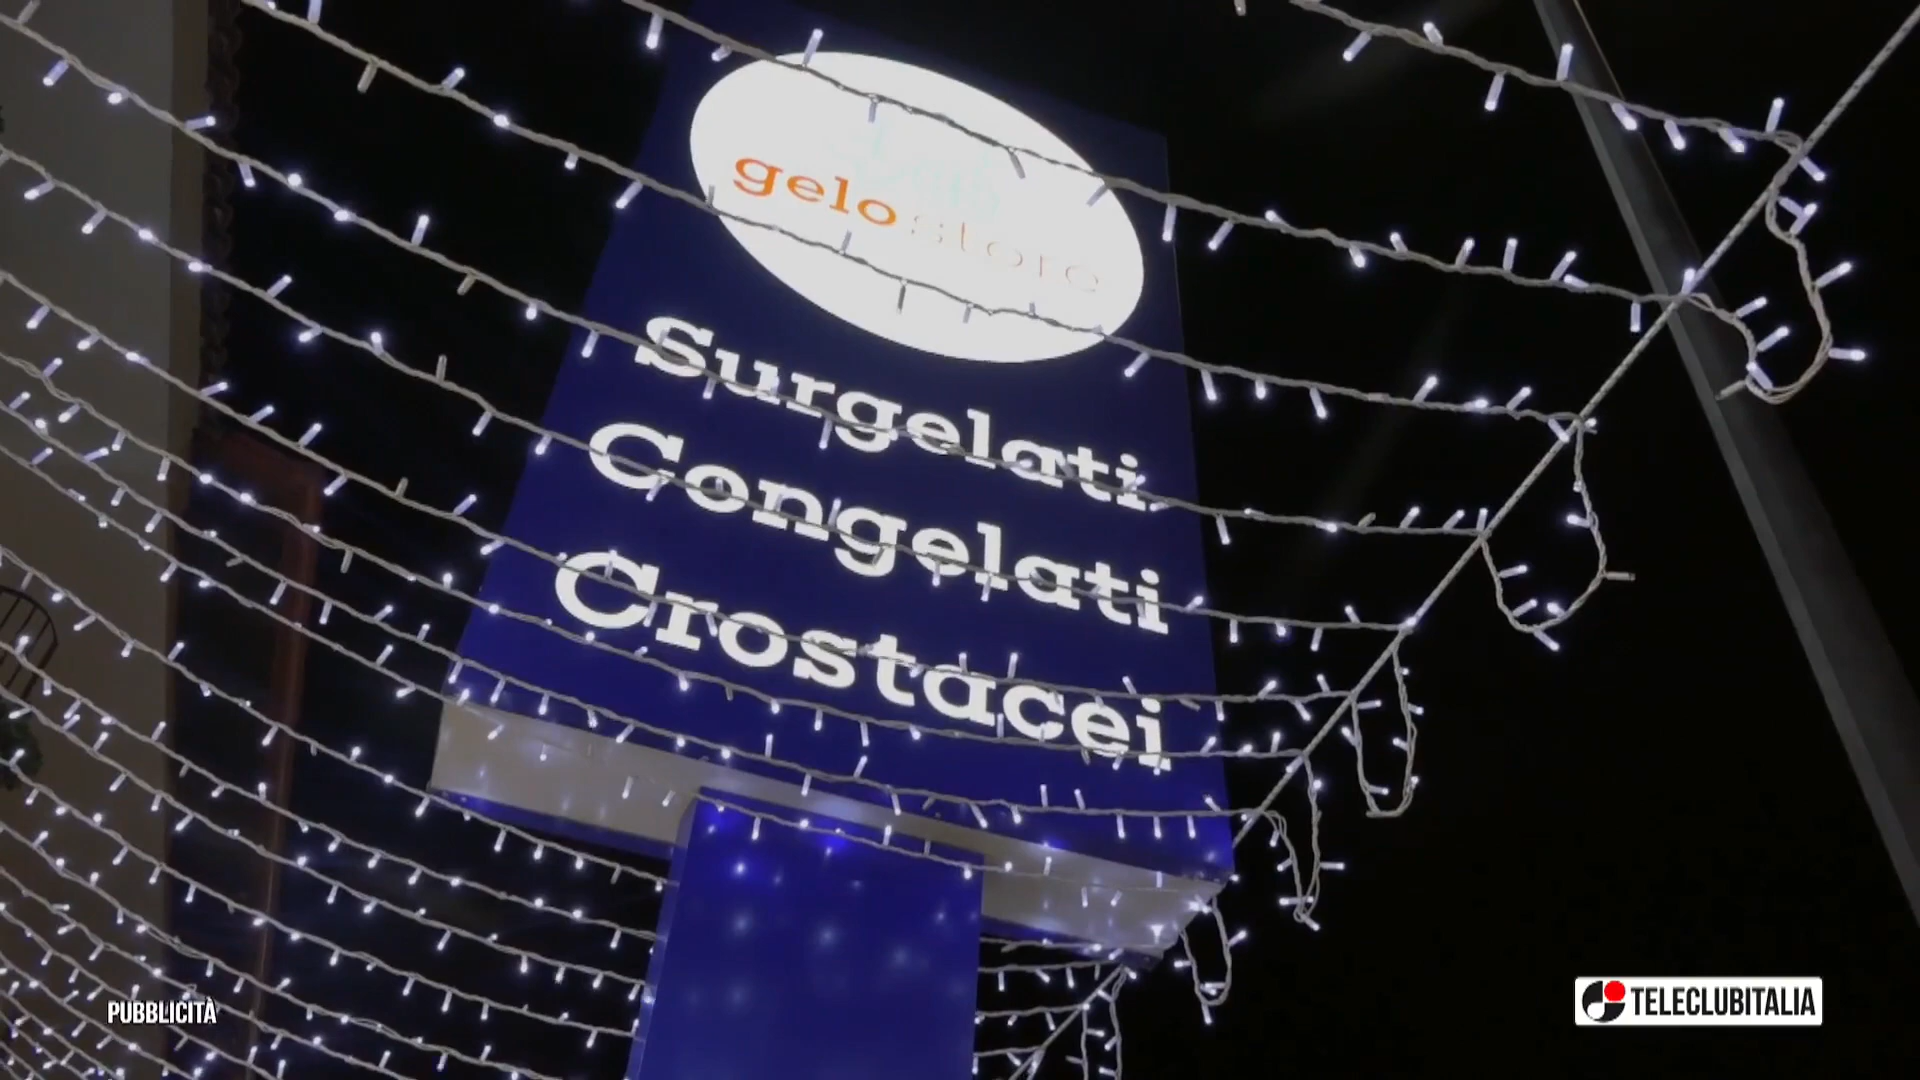 gelostore
Surgelati
Congelati
Crostacei
PUBBLICITÀ
TELECLUBITALIA